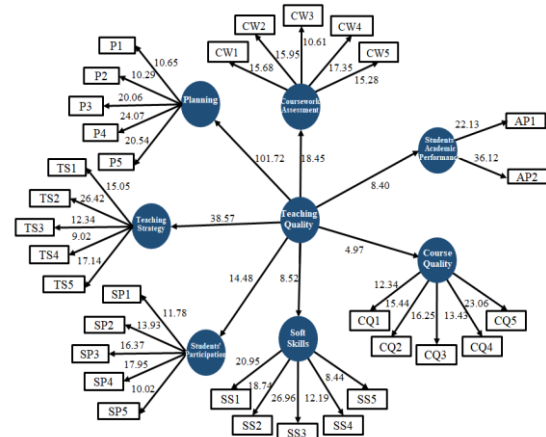 CW3
CW2
CW4
P1
CW1
CW5
10.61
15.95
10.65
15.68
17.35
P2
10.29
15.28
P3
20.06
Planning
Coursework
Assessment
24.07
P4
20.54
22.13
AP1
Students
Academic
Performance
P5
101.72
18.45
36.12
TS1
8.40
AP2
15.05
TS2
26.42
Teaching
Strategy
38.57
Teaching
Quality
TS3
12.34
9.02
4.97
TS4
17.14
Course
Quality
TS5
14.48
8.52
SP1
12.34
23.06
11.78
15.44
16.25
13.43
CQ1
CQ5
SP2
13.93
Soft
Skills
CQ2
CQ3
CQ4
SP3
16.37
Students'
Participation
17.95
20.95
8.44
SP4
18.74
10.02
26.96
12.19
SS1
SS5
SP5
SS2
SS3
SS4